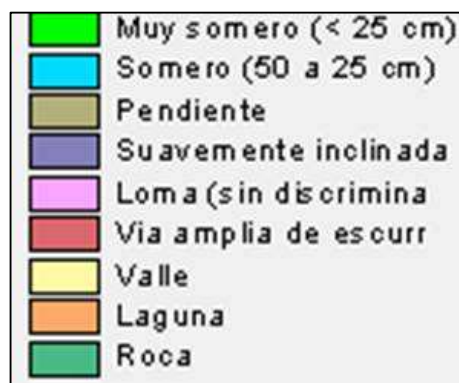 Muy somero (< 25 cm)
Somero (50 a 25 cm)
Pendiente
Suavemente inclinada
Loma (sin discrimina
Via amplia de escurr
Valle
Laguna
Roca